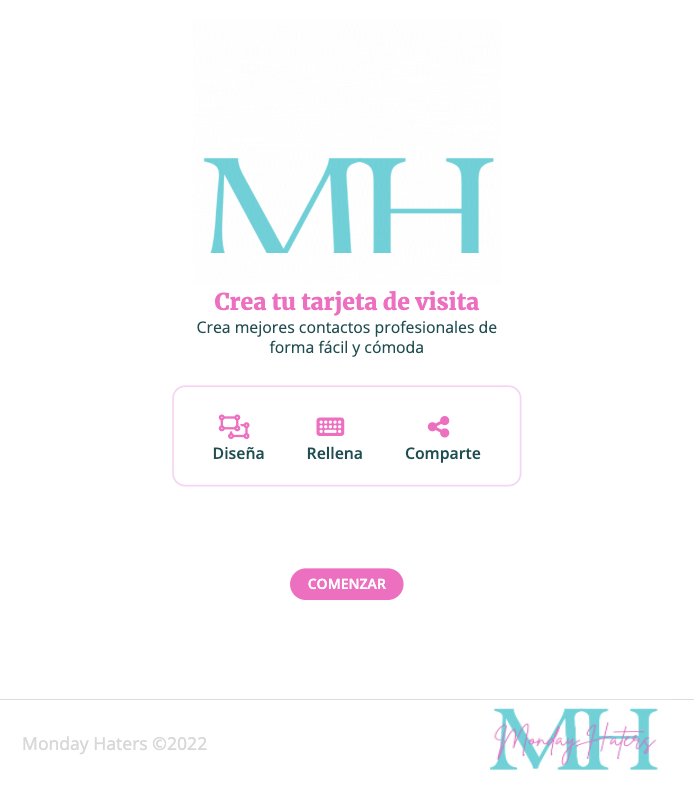 MH
Crea tu tarjeta de visita
Crea mejores contactos profesionales de
forma fácil y cómoda
Diseña
Rellena
Comparte
COMENZAR
Monday Haters ©2022
MH
Monday Haters